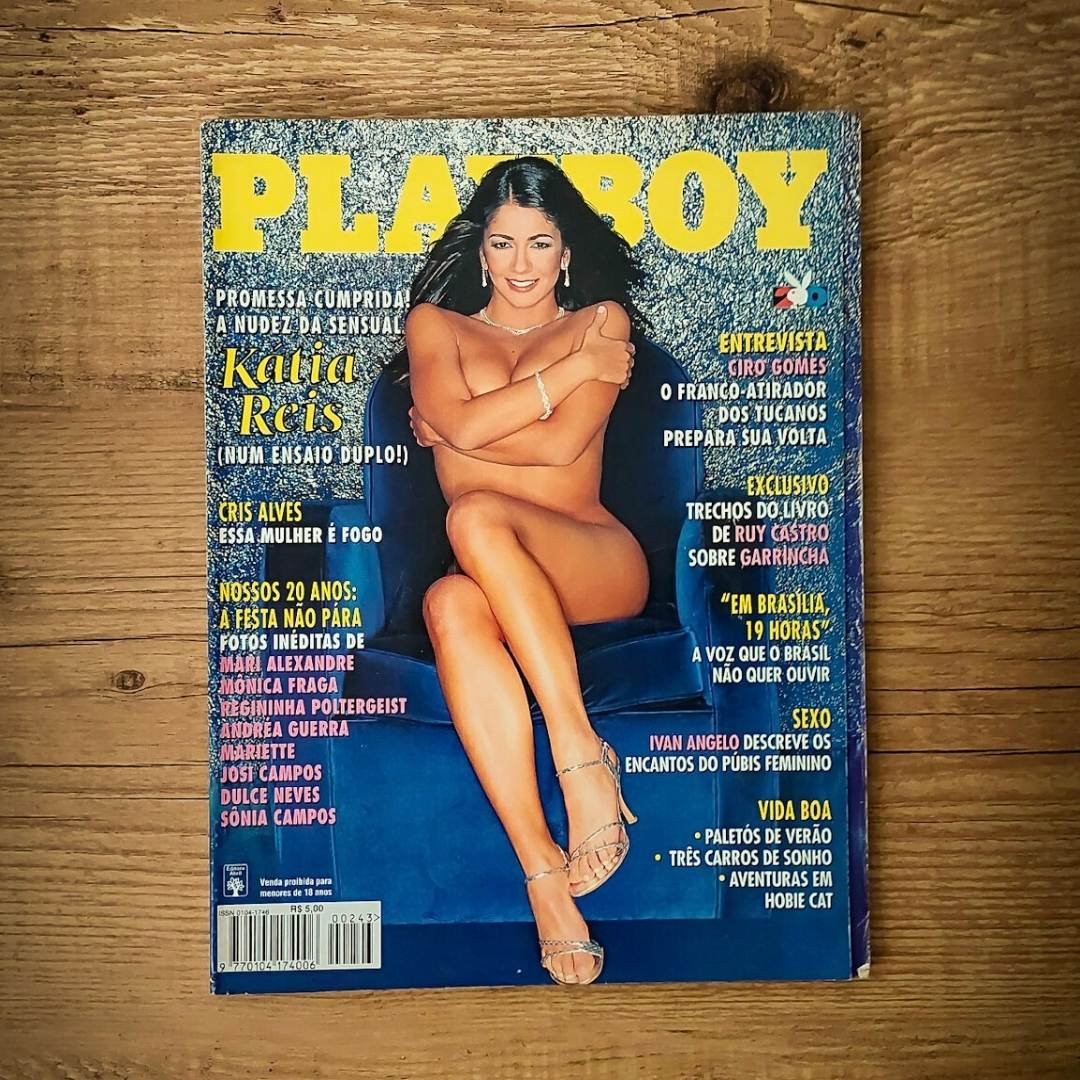 PLAYBOY
PROMESSA CUMPRIDA!
A NUDEZ DA SENSUAL
Katia
Reis
(NUM ENSAIO DUPLO!)
CRIS ALVES
ESSA MULHER É FOGO
NOSSOS 20 ANOS:
A FESTA NÃO PÁRA
FOTOS INÉDITAS DE
MARI ALEXANDRE
MÔNICA FRAGA
REGININHA POLTERGEIST
ANDRÉA GUERRA
MARIETTE
JOSI CAMPOS
DULCE NEVES
SÔNIA CAMPOS
Editora
Abril
Venda proibida para
menores de 18 anos
ISSN 0104-1746
R$ 5,00
00243>
9 770104 174006
20
ENTREVISTA
CIRO GOMES
O FRANCO-ATIRADOR
DOS TUCANOS
PREPARA SUA VOLTA
EXCLUSIVO
TRECHOS DO LIVRO
DE RUY CASTRO
SOBRE GARRINCHA
"EM BRASÍLIA,
19 HORAS"
A VOZ QUE O BRASIL
NÃO QUER OUVIR
SEXO
IVAN ANGELO DESCREVE OS
ENCANTOS DO PÚBIS FEMININO
VIDA BOA
• PALETÓS DE VERÃO
• TRÊS CARROS DE SONHO
• AVENTURAS EM
HOBIE CAT